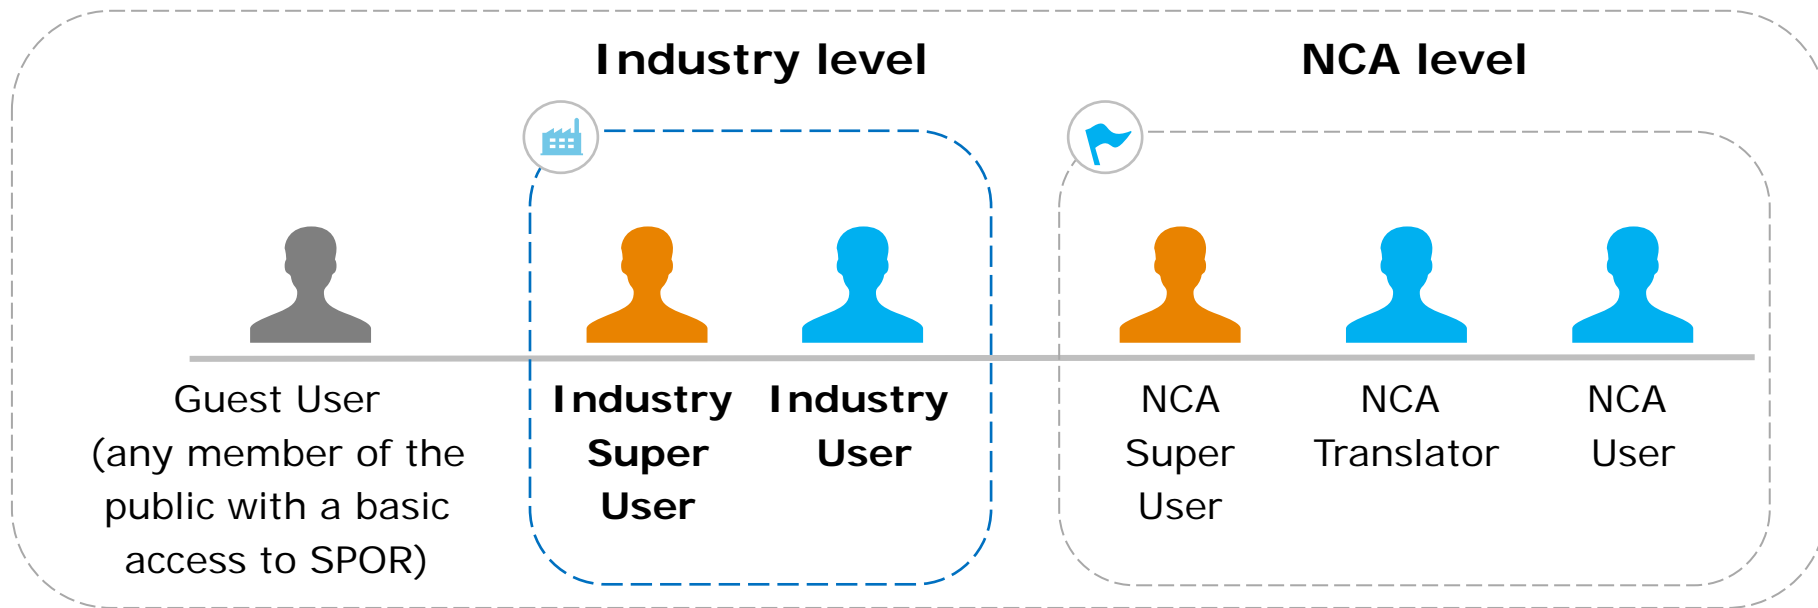 Industry level
NCA level
Guest User
(any member of the
public with a basic
access to SPOR)
Industry
Super
User
Industry
User
NCA
Super
User
NCA
Translator
NCA
User